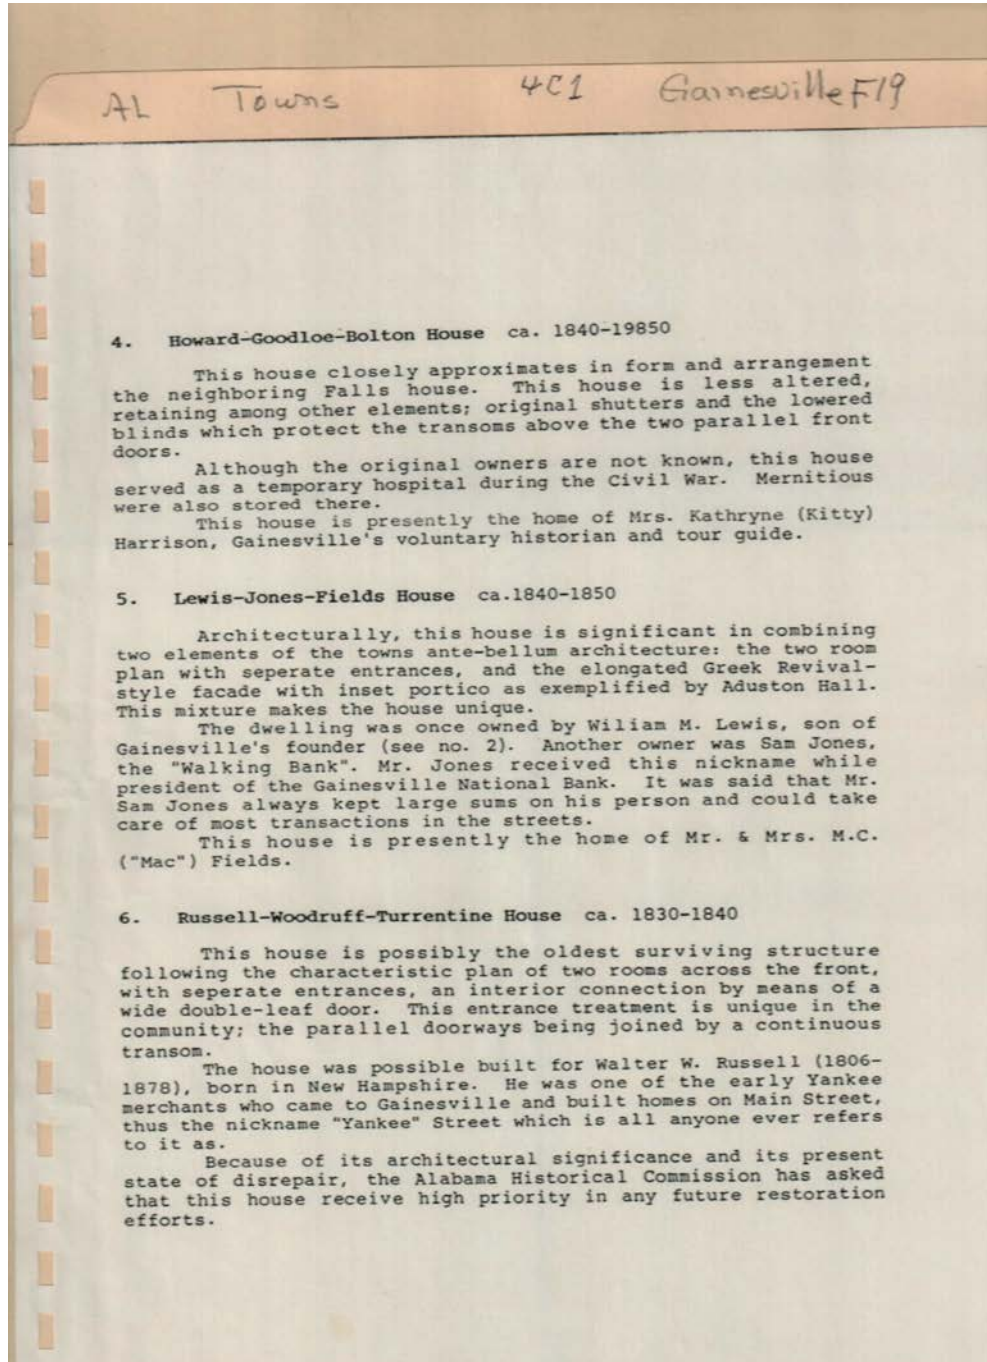 AL Towns 4C1 Gainesville F19
4. Howard-Goodloe-Bolton House ca. 1840-19850
This house closely approximates in form and arrangement
the neighboring Falls house. This house is less altered,
retaining among other elements; original shutters and the lowered
blinds which protect the transoms above the two parallel front
doors.
Although the original owners are not known, this house
served as a temporary hospital during the Civil War. Mernitious
were also stored there.
This house is presently the home of Mrs. Kathryne (Kitty)
Harrison, Gainesville's voluntary historian and tour guide.
5. Lewis-Jones-Fields House ca.1840-1850
Architecturally, this house is significant in combining
two elements of the towns ante-bellum architecture: the two room
plan with seperate entrances, and the elongated Greek Revival-
style facade with inset portico as exemplified by Aduston Hall.
This mixture makes the house unique.
The dwelling was once owned by Wiliam M. Lewis, son of
Gainesville's founder (see no. 2). Another owner was Sam Jones,
the "Walking Bank". Mr. Jones received this nickname while
president of the Gainesville National Bank. It was said that Mr.
Sam Jones always kept large sums on his person and could take
care of most transactions in the streets.
This house is presently the home of Mr. & Mrs. M.C.
("Mac") Fields.
6. Russell-Woodruff-Turrentine House ca. 1830-1840
This house is possibly the oldest surviving structure
following the characteristic plan of two rooms across the front,
with seperate entrances, an interior connection by means of a
wide double-leaf door. This entrance treatment is unique in the
community; the parallel doorways being joined by a continuous
transom.
The house was possible built for Walter W. Russell (1806-
1878), born in New Hampshire. He was one of the early Yankee
merchants who came to Gainesville and built homes on Main Street,
thus the nickname "Yankee" Street which is all anyone ever refers
to it as.
Because of its architectural significance and its present
state of disrepair, the Alabama Historical Commission has asked
that this house receive high priority in any future restoration
efforts.